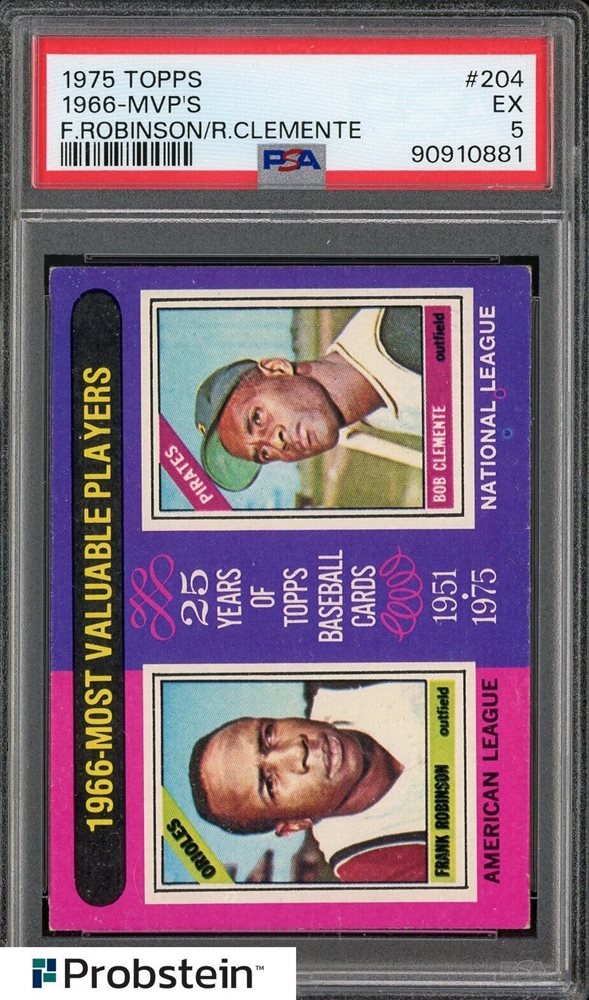 1975 TOPPS #204
1966-MVP'S EX
F.ROBINSON/R.CLEMENTE 5
PSA 90910881
1966-MOST VALUABLE PLAYERS
ORIOLES
FRANK ROBINSON outfield
AMERICAN LEAGUE
25
YEARS
OF
TOPPS
BASEBALL
CARDS
1951
1975
PIRATES
BOB CLEMENTE outfield
NATIONAL LEAGUE
Probstein™